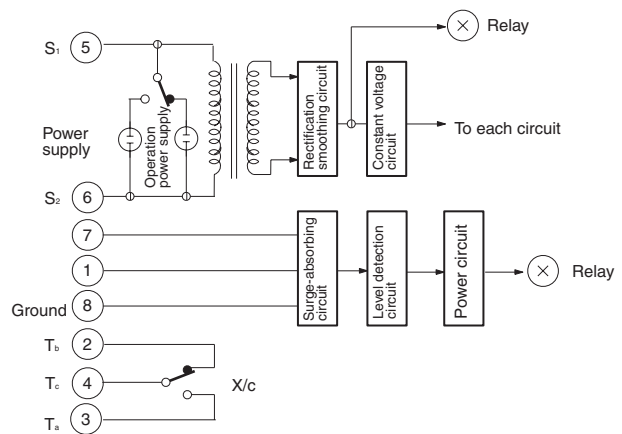 S₁ 5
Relay
Power
supply
Operation
power supply
Rectification
smoothing circuit
Constant voltage
circuit
To each circuit
S₂ 6
7
1
Ground 8
Surge-absorbing
circuit
Level detection
circuit
Power circuit
Relay
Tb 2
Tc 4
X/c
Ta 3